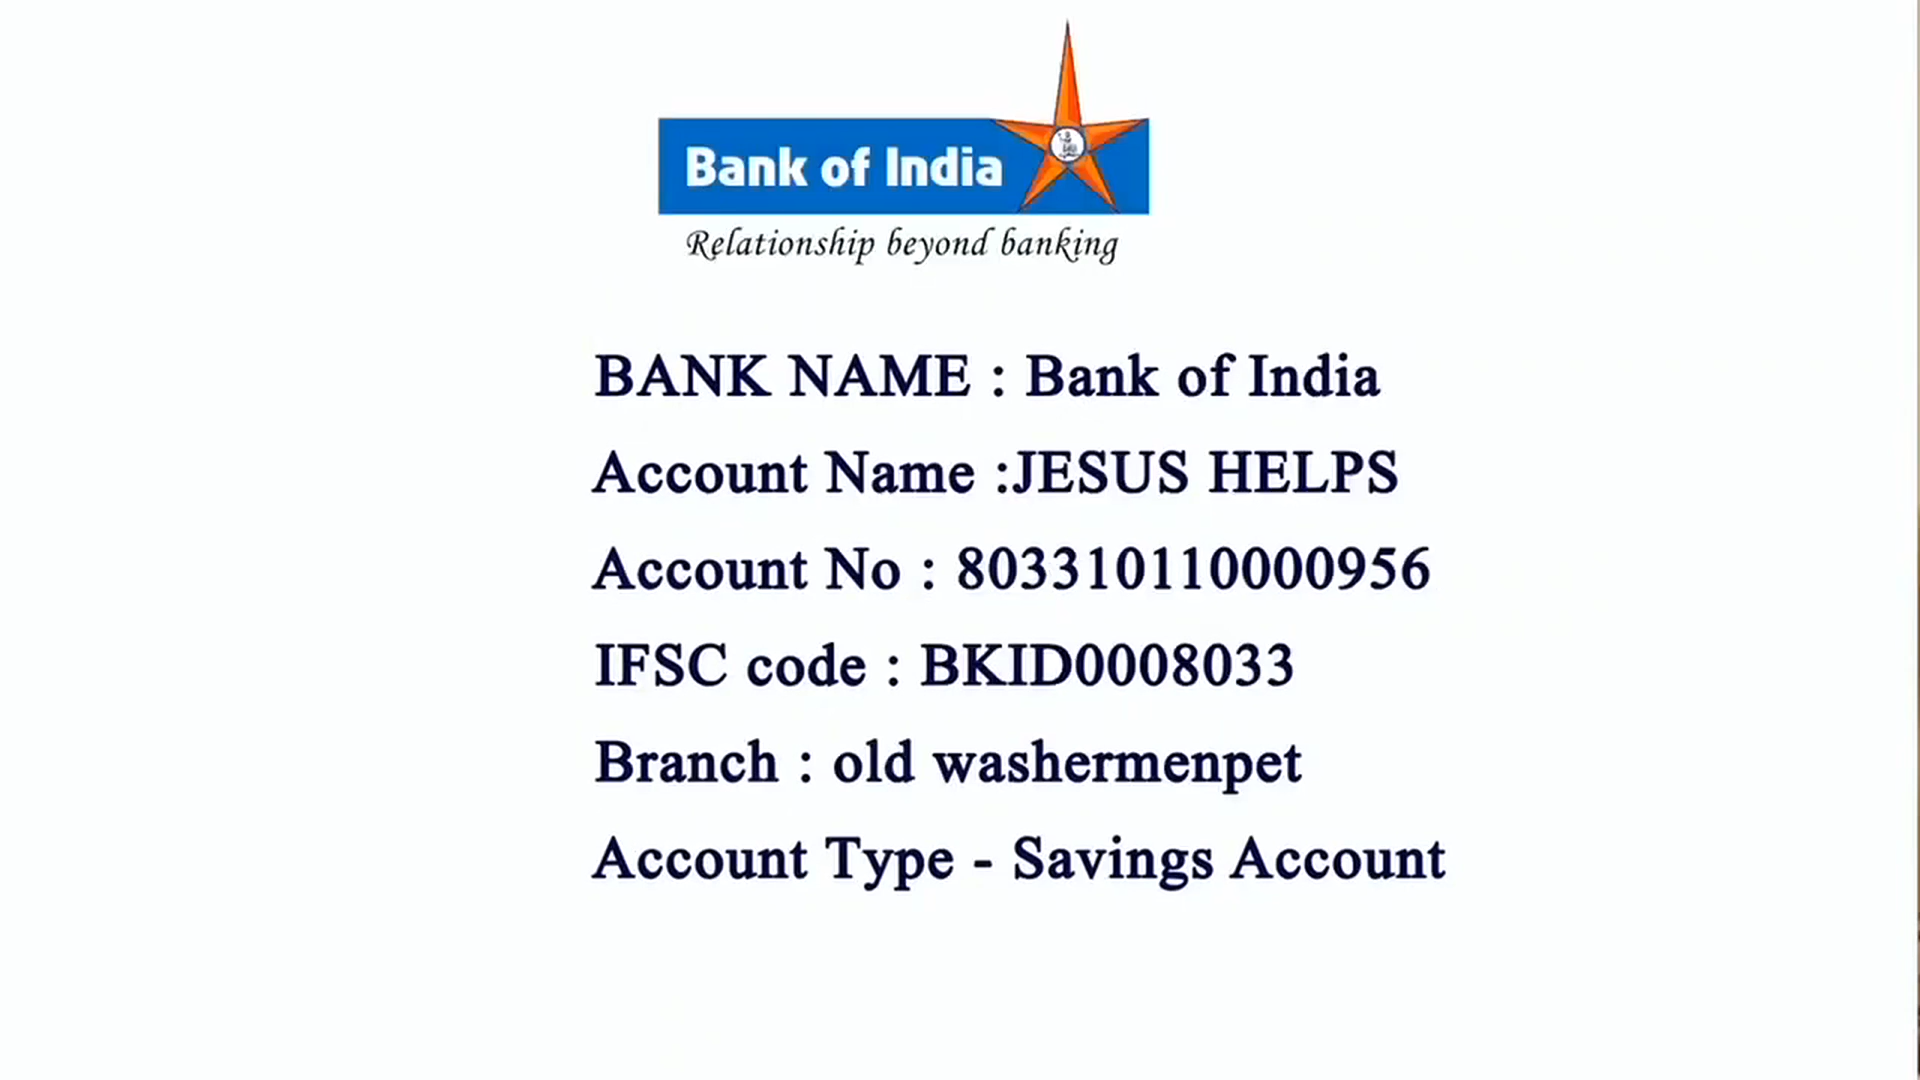 Bank of India
Relationship beyond banking
BANK NAME : Bank of India
Account Name :JESUS HELPS
Account No : 803310110000956
IFSC code : BKID0008033
Branch : old washermenpet
Account Type - Savings Account